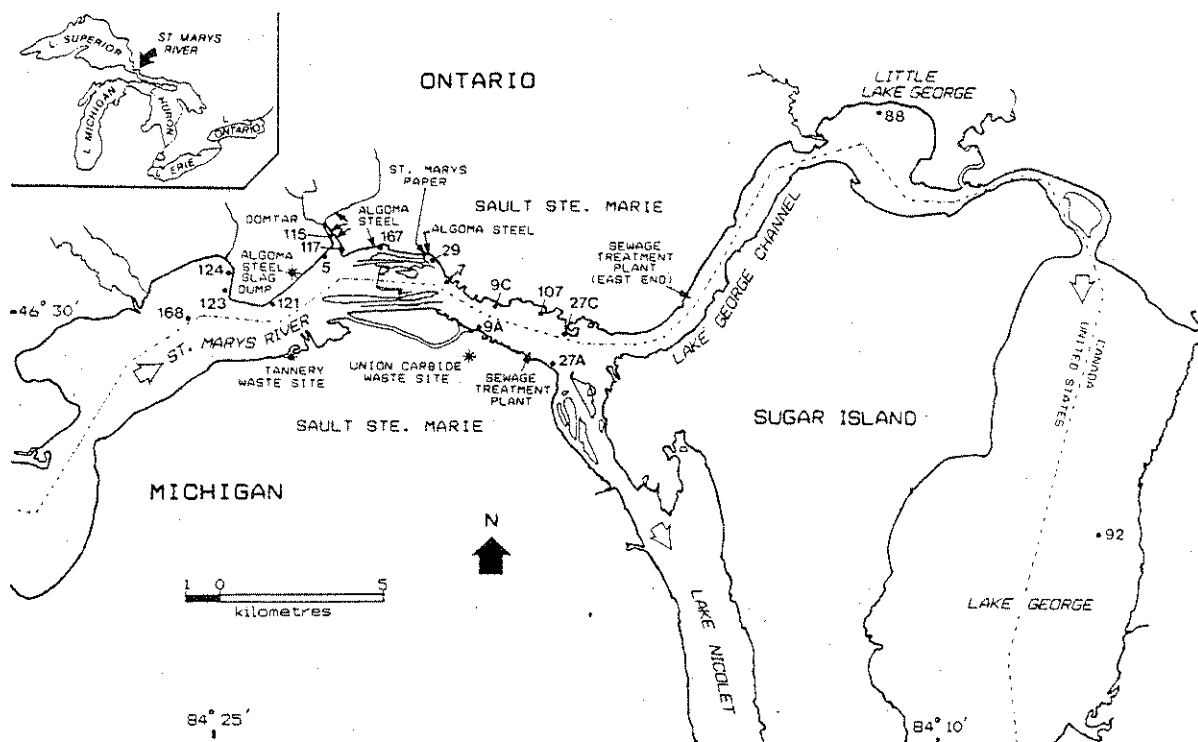 L. SUPERIOR
ST MARYS
RIVER
L MICHIGAN
HURON
L
ONTARIO
L ERIE
ONTARIO
LITTLE
LAKE GEORGE
88
ST. MARYS
PAPER
SAULT STE. MARIE
DOMTAR
ALGOMA
STEEL
115
117
167
ALGOMA STEEL
29
5
ALGOMA
STEEL
SLAG
DUMP
124
123
121
168
46° 30'
ST. MARYS RIVER
7
9C
107
27C
9A
27A
SEWAGE
TREATMENT
PLANT
(EAST END)
LAKE GEORGE CHANNEL
TANNERY
WASTE SITE
UNION CARBIDE
WASTE SITE
SEWAGE
TREATMENT
PLANT
SAULT STE. MARIE
SUGAR ISLAND
CANADA
UNITED STATES
MICHIGAN
N
92
1 0 5
kilometres
LAKE GEORGE
LAKE NICOLET
84° 25'
84° 10'